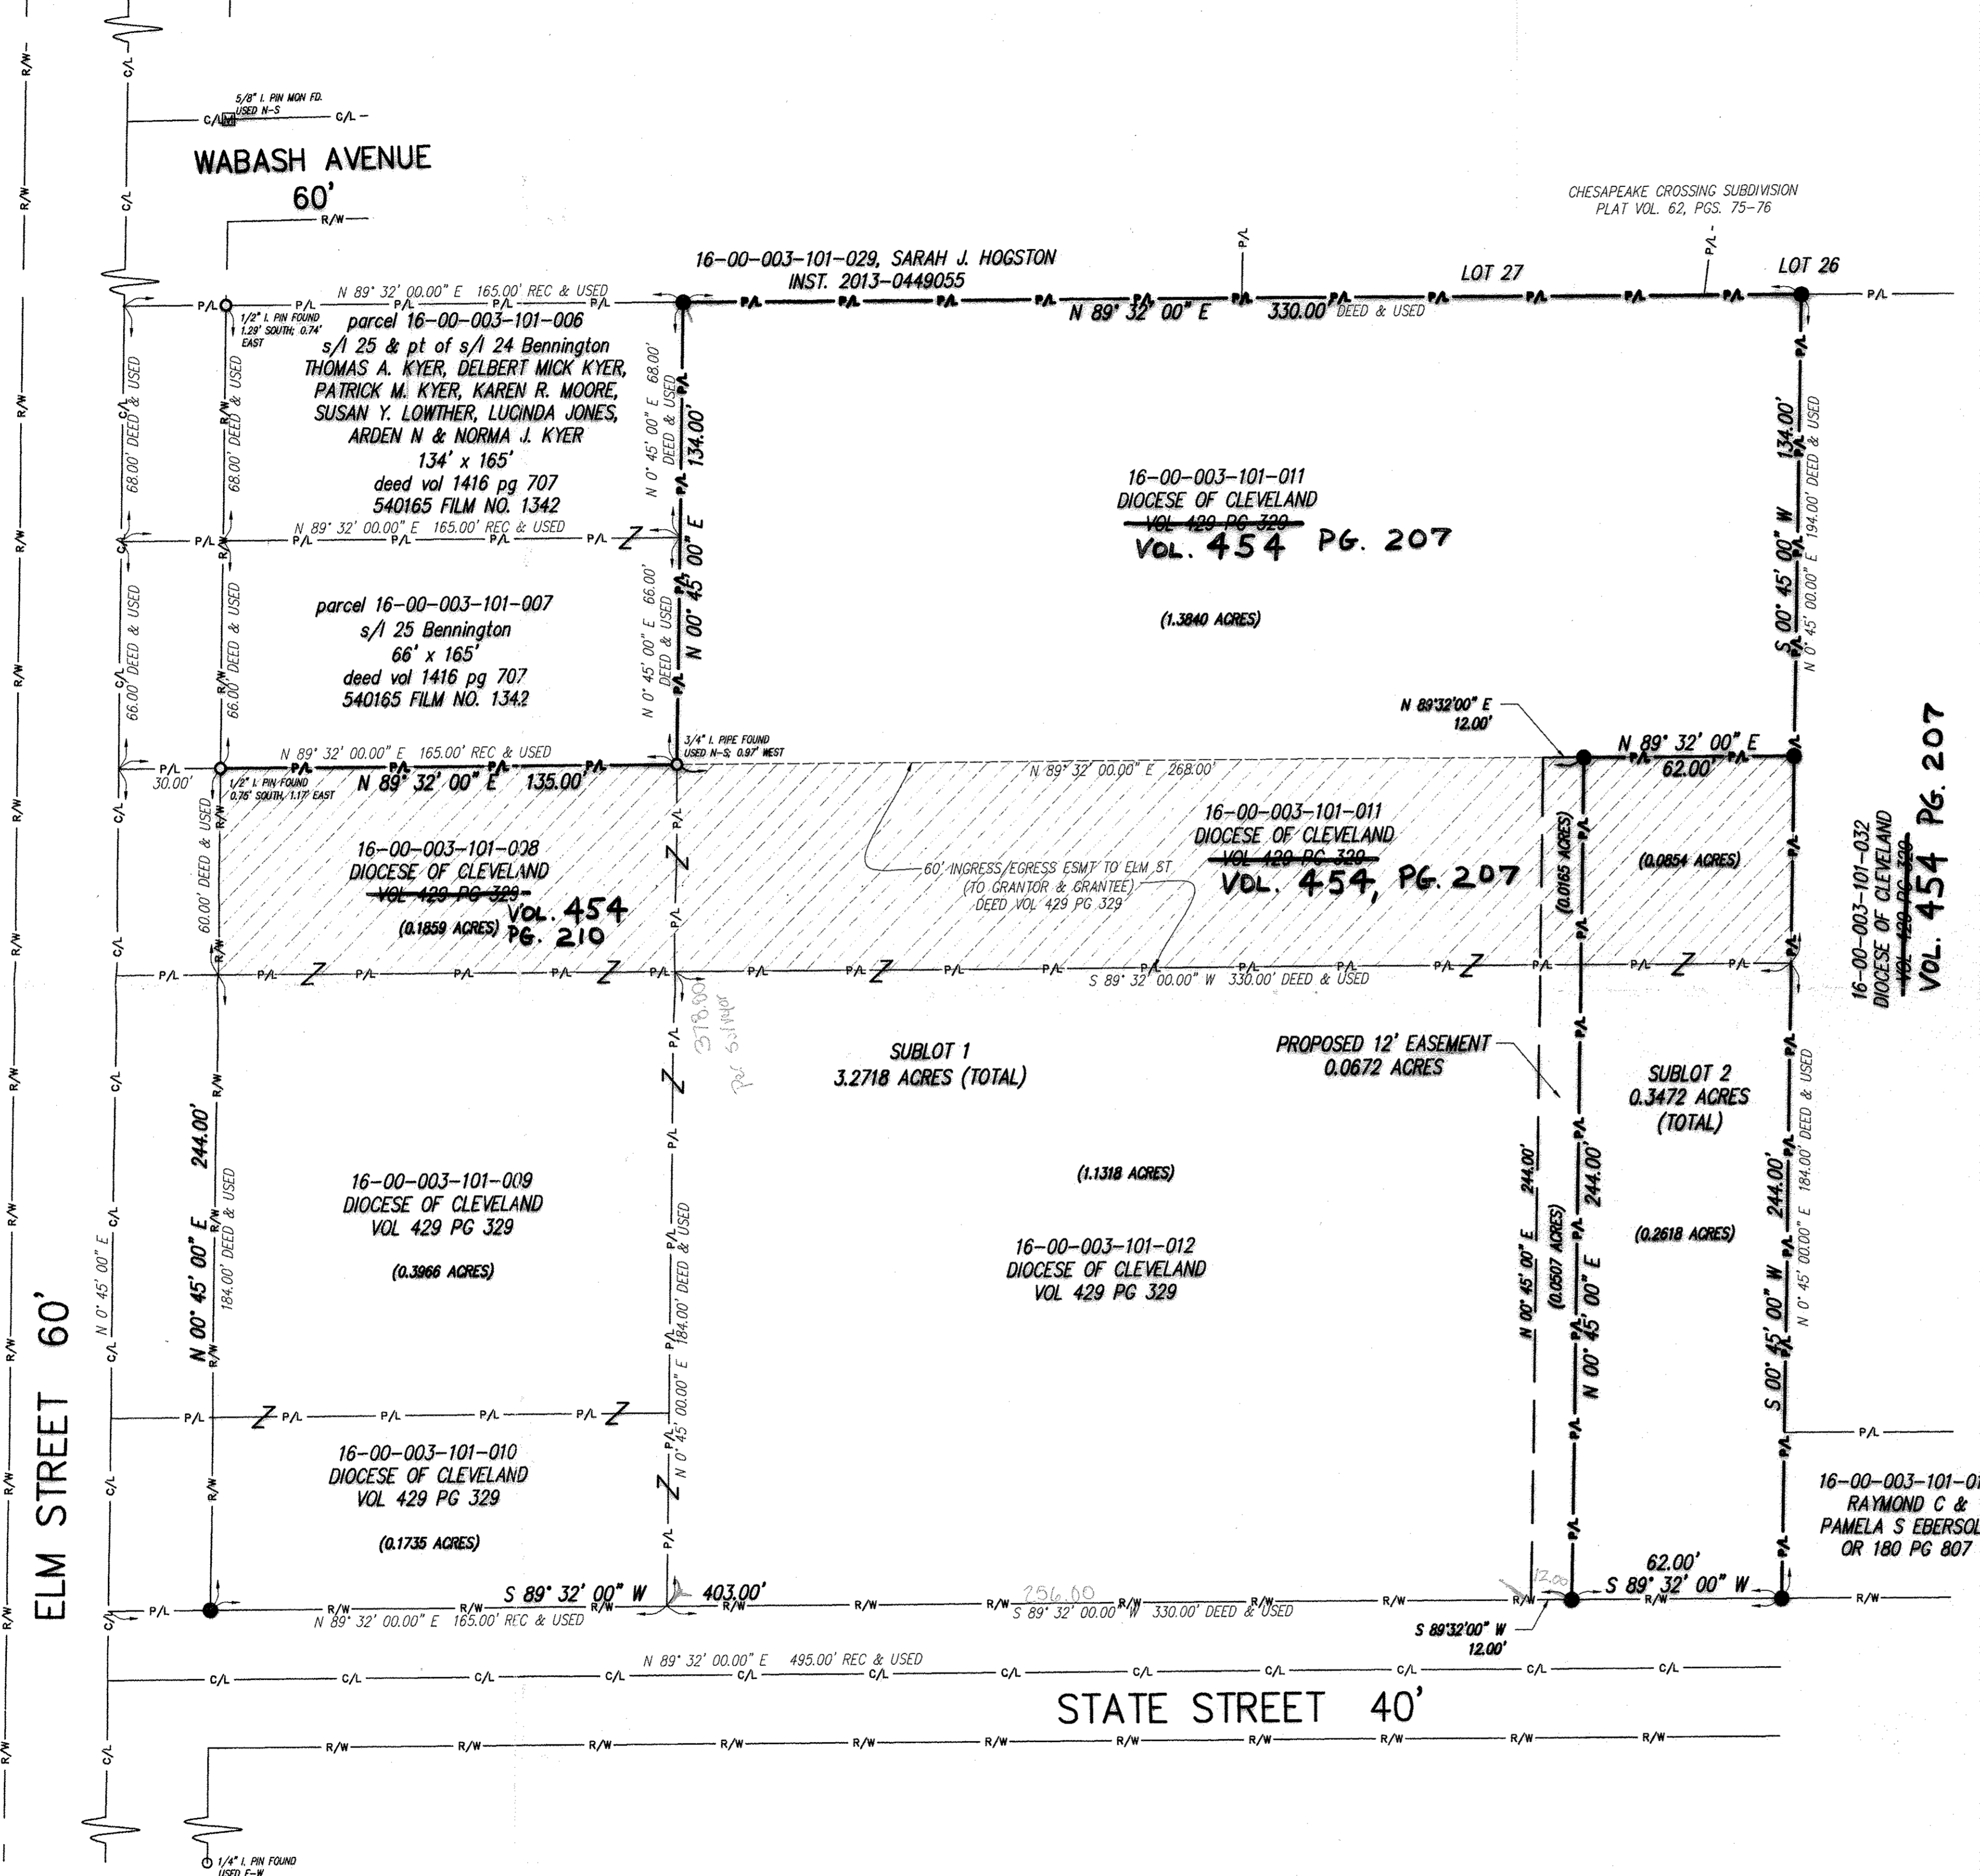 5/8" I. PIN MON FD.
USED N-S
WABASH AVENUE
60'
CHESAPEAKE CROSSING SUBDIVISION
PLAT VOL. 62, PGS. 75-76
16-00-003-101-029, SARAH J. HOGSTON
INST. 2013-0449055
LOT 27
LOT 26
N 89° 32' 00.00" E 165.00' REC & USED
N 89° 32' 00" E 330.00' DEED & USED
1/2" I. PIN FOUND
1.29' SOUTH; 0.74'
EAST
parcel 16-00-003-101-006
s/l 25 & pt of s/l 24 Bennington
THOMAS A. KYER, DELBERT MICK KYER,
PATRICK M. KYER, KAREN R. MOORE,
SUSAN Y. LOWTHER, LUCINDA JONES,
ARDEN N & NORMA J. KYER
134' x 165'
deed vol 1416 pg 707
540165 FILM NO. 1342
68.00' DEED & USED
68.00' DEED & USED
N 0° 45' 00" E 68.00'
DEED & USED
N 00° 45' 00" E 134.00'
N 89° 32' 00.00" E 165.00' REC & USED
16-00-003-101-011
DIOCESE OF CLEVELAND
VOL 429 PG 329
VOL. 454 PG. 207
(1.3840 ACRES)
S 00° 45' 00" W 134.00'
N 0° 45' 00.00" E 194.00' DEED & USED
parcel 16-00-003-101-007
s/l 25 Bennington
66' x 165'
deed vol 1416 pg 707
540165 FILM NO. 1342
66.00' DEED & USED
66.00' DEED & USED
N 0° 45' 00" E 66.00'
DEED & USED
N 89°32'00" E
12.00'
3/4" I. PIPE FOUND
USED N-S; 0.97' WEST
N 89° 32' 00.00" E 165.00' REC & USED
30.00'
1/2" I. PIN FOUND
0.76' SOUTH, 1.17' EAST
N 89° 32' 00" E 135.00'
N 89° 32' 00.00" E 268.00'
N 89° 32' 00" E
62.00'
60.00' DEED & USED
16-00-003-101-008
DIOCESE OF CLEVELAND
VOL 429 PG 329
VOL. 454
(0.1859 ACRES) PG. 210
16-00-003-101-011
DIOCESE OF CLEVELAND
VOL 429 PG 329
VOL. 454, PG. 207
60' INGRESS/EGRESS ESMT TO ELM ST
(TO GRANTOR & GRANTEE)
DEED VOL 429 PG 329
(0.0165 ACRES)
(0.0854 ACRES)
16-00-003-101-032
DIOCESE OF CLEVELAND
VOL 429 PG 329
VOL. 454 PG. 207
S 89° 32' 00.00" W 330.00' DEED & USED
378.00
per surveyor
SUBLOT 1
3.2718 ACRES (TOTAL)
PROPOSED 12' EASEMENT
0.0672 ACRES
SUBLOT 2
0.3472 ACRES
(TOTAL)
N 0° 45' 00" E
N 00° 45' 00" E 244.00'
184.00' DEED & USED
16-00-003-101-009
DIOCESE OF CLEVELAND
VOL 429 PG 329
(0.3966 ACRES)
N 0° 45' 00.00" E 184.00' DEED & USED
(1.1318 ACRES)
16-00-003-101-012
DIOCESE OF CLEVELAND
VOL 429 PG 329
N 00° 45' 00" E 244.00'
(0.0507 ACRES)
N 00° 45' 00" E 244.00'
(0.2618 ACRES)
S 00° 45' 00" W 244.00'
N 0° 45' 00.00" E 184.00' DEED & USED
ELM STREET 60'
16-00-003-101-010
DIOCESE OF CLEVELAND
VOL 429 PG 329
(0.1735 ACRES)
16-00-003-101-01
RAYMOND C &
PAMELA S EBERSOL
OR 180 PG 807
S 89° 32' 00" W 403.00'
256.00
12.00
62.00'
S 89° 32' 00" W
N 89° 32' 00.00" E 165.00' REC & USED
S 89° 32' 00.00" W 330.00' DEED & USED
S 89°32'00" W
12.00'
N 89° 32' 00.00" E 495.00' REC & USED
STATE STREET 40'
1/4" I. PIN FOUND
USED E-W